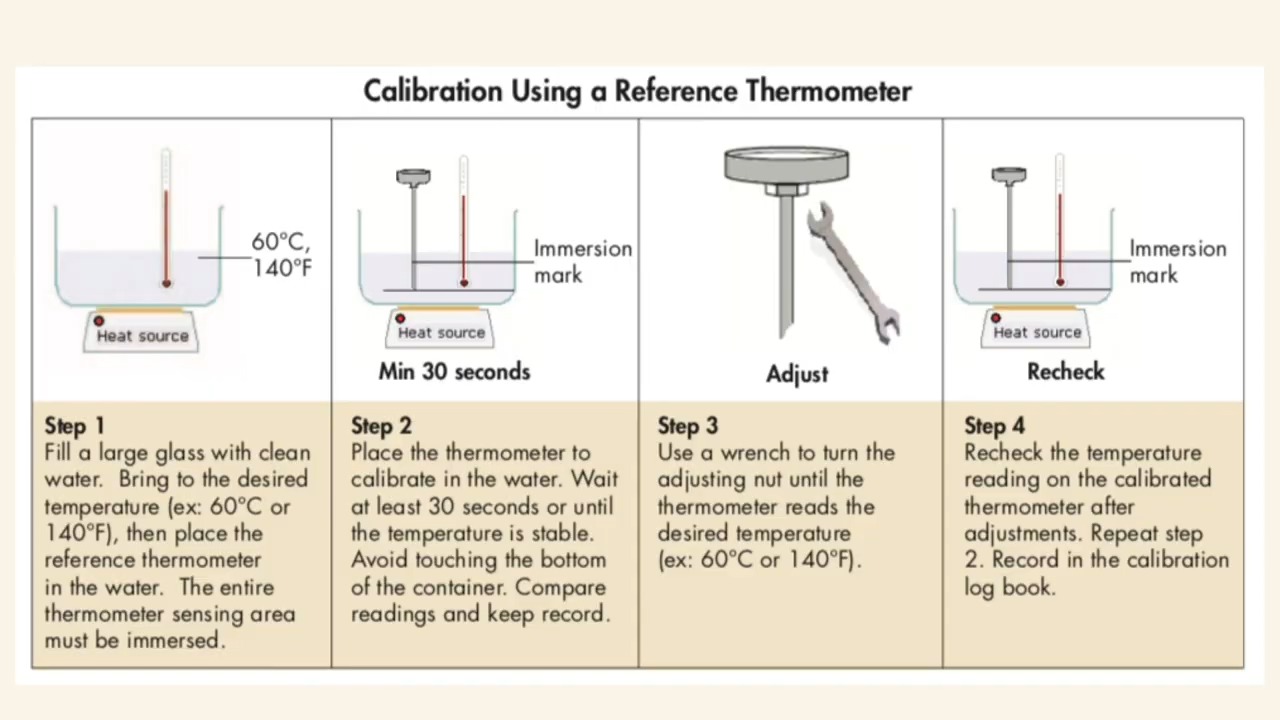 Calibration Using a Reference Thermometer
60°C,
140°F
Heat source
Immersion
mark
Heat source
Min 30 seconds
Adjust
Immersion
mark
Heat source
Recheck
Step 1
Fill a large glass with clean
water. Bring to the desired
temperature (ex: 60°C or
140°F), then place the
reference thermometer
in the water. The entire
thermometer sensing area
must be immersed.
Step 2
Place the thermometer to
calibrate in the water. Wait
at least 30 seconds or until
the temperature is stable.
Avoid touching the bottom
of the container. Compare
readings and keep record.
Step 3
Use a wrench to turn the
adjusting nut until the
thermometer reads the
desired temperature
(ex: 60°C or 140°F).
Step 4
Recheck the temperature
reading on the calibrated
thermometer after
adjustments. Repeat step
2. Record in the calibration
log book.